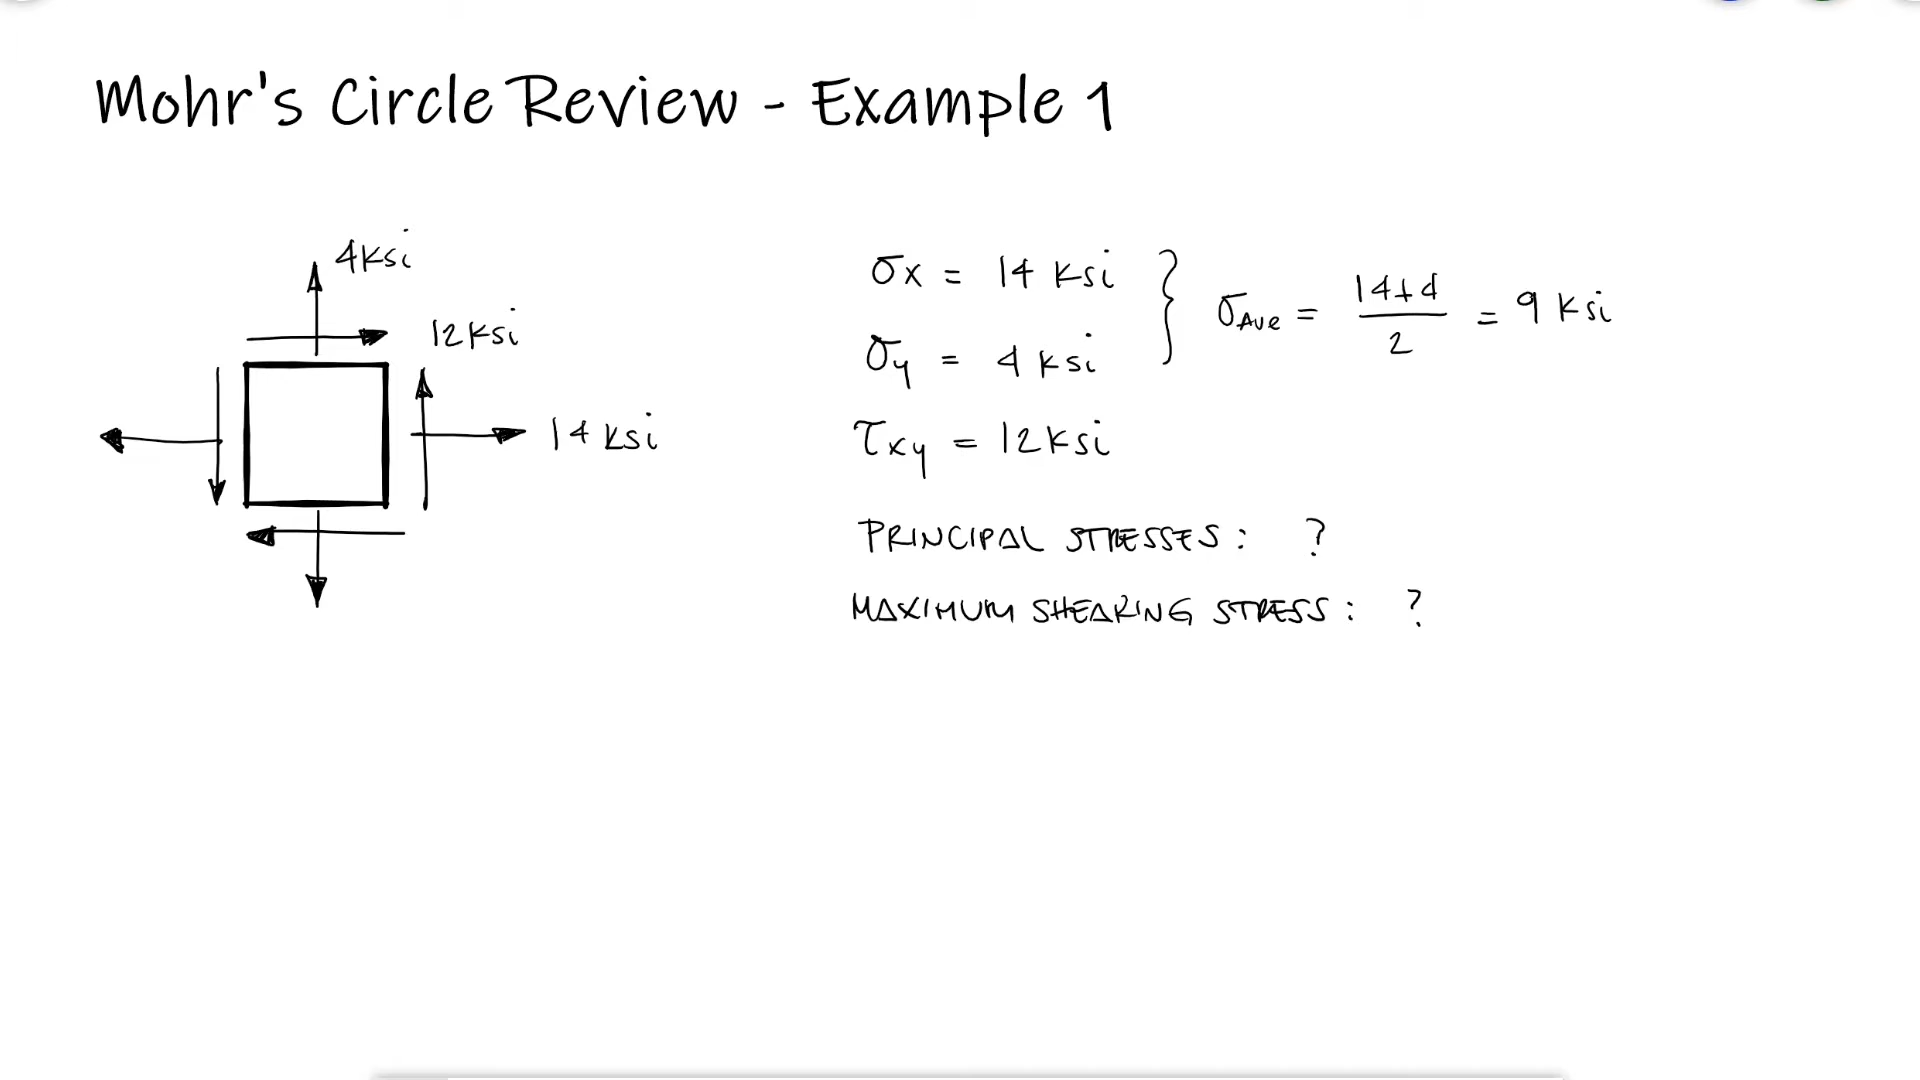 Mohr's Circle Review - Example 1
4ksi
12ksi
14 ksi
σx = 14 ksi
σy = 4 ksi
} σAve = 14+4 / 2 = 9 ksi
τxy = 12ksi
PRINCIPAL STRESSES: ?
MAXIMUM SHEARING STRESS: ?